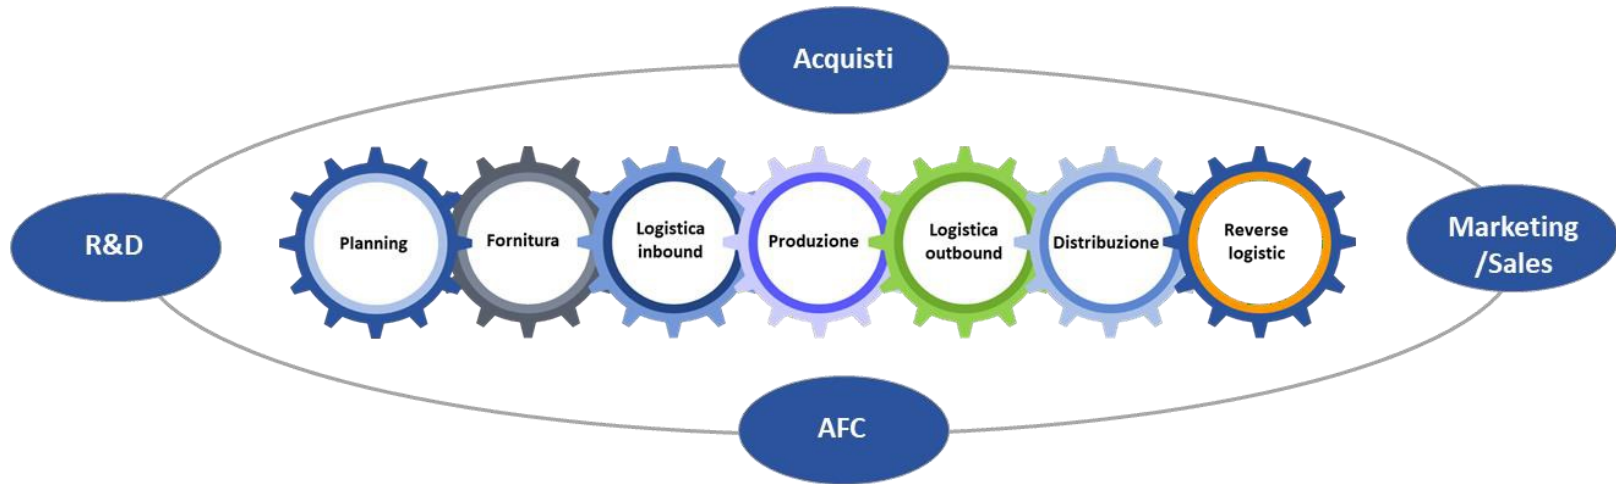 Acquisti
R&D
Planning
Fornitura
Logistica
inbound
Produzione
Logistica
outbound
Distribuzione
Reverse
logistic
Marketing
/Sales
AFC